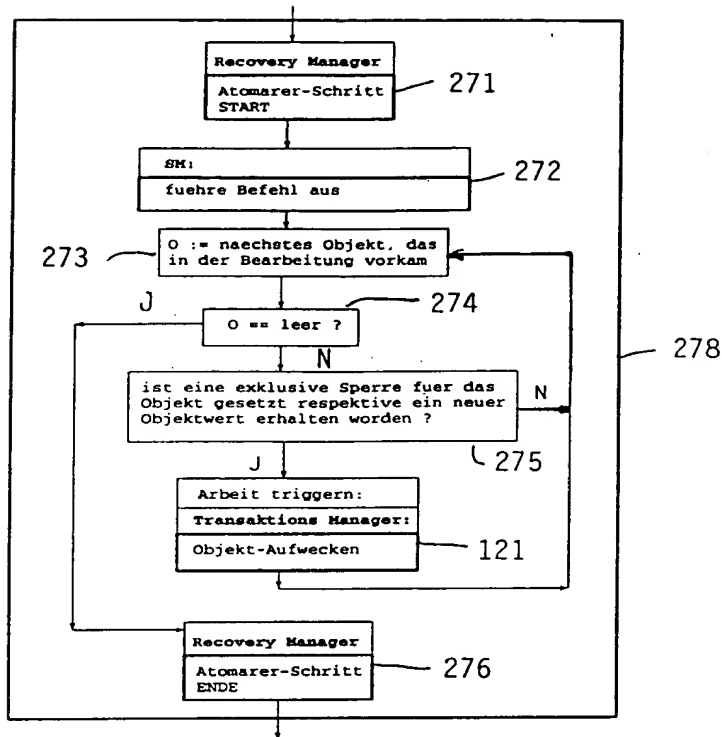 Recovery Manager
Atomarer-Schritt
START
271
SM:
fuehre Befehl aus
272
273
O := naechstes Objekt, das
in der Bearbeitung vorkam
274
J
O == leer ?
N
278
ist eine exklusive Sperre fuer das
Objekt gesetzt respektive ein neuer
Objektwert erhalten worden ?
N
275
J
Arbeit triggern:
Transaktions Manager:
Objekt-Aufwecken
121
Recovery Manager
Atomarer-Schritt
ENDE
276